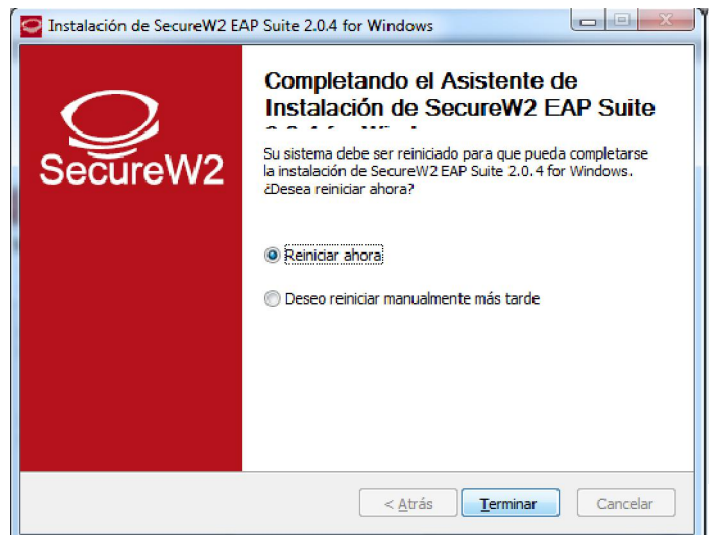 Instalación de SecureW2 EAP Suite 2.0.4 for Windows
Completando el Asistente de
Instalación de SecureW2 EAP Suite
SecureW2
Su sistema debe ser reiniciado para que pueda completarse
la instalación de SecureW2 EAP Suite 2.0.4 for Windows.
¿Desea reiniciar ahora?
Reiniciar ahora
Deseo reiniciar manualmente más tarde
< Atrás
Terminar
Cancelar